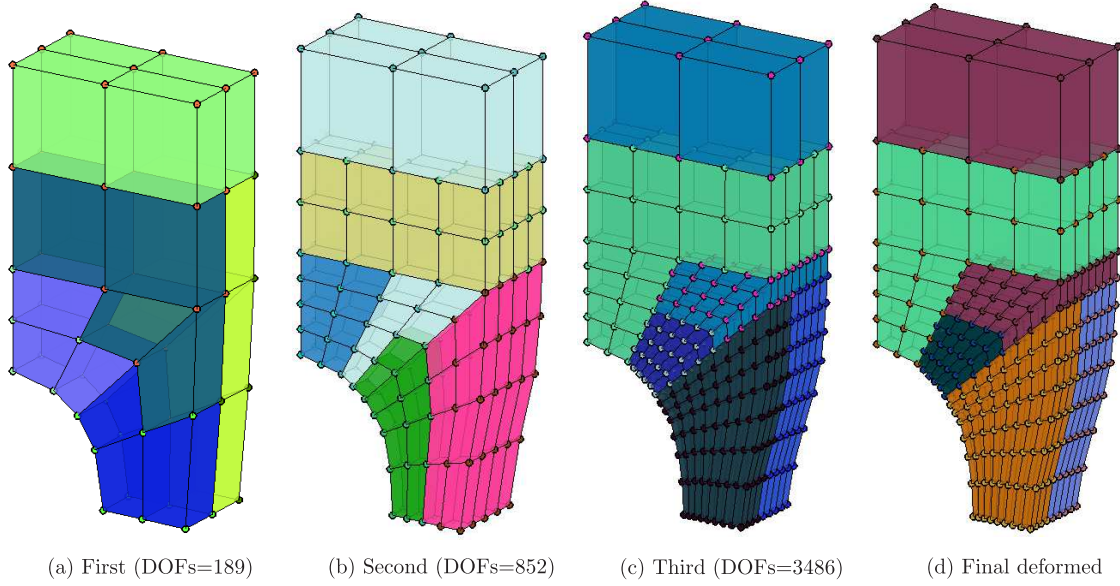 (a) First (DOFs=189)
(b) Second (DOFs=852)
(c) Third (DOFs=3486)
(d) Final deformed